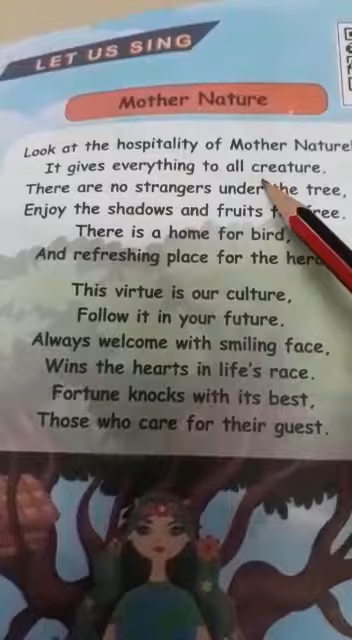 LET US SING
Mother Nature
Look at the hospitality of Mother Nature!
It gives everything to all creature.
There are no strangers under the tree,
Enjoy the shadows and fruits free.
There is a home for bird,
And refreshing place for the
This virtue is our culture,
Follow it in your future.
Always welcome with smiling face,
Wins the hearts in life's race.
Fortune knocks with its best,
Those who care for their guest.